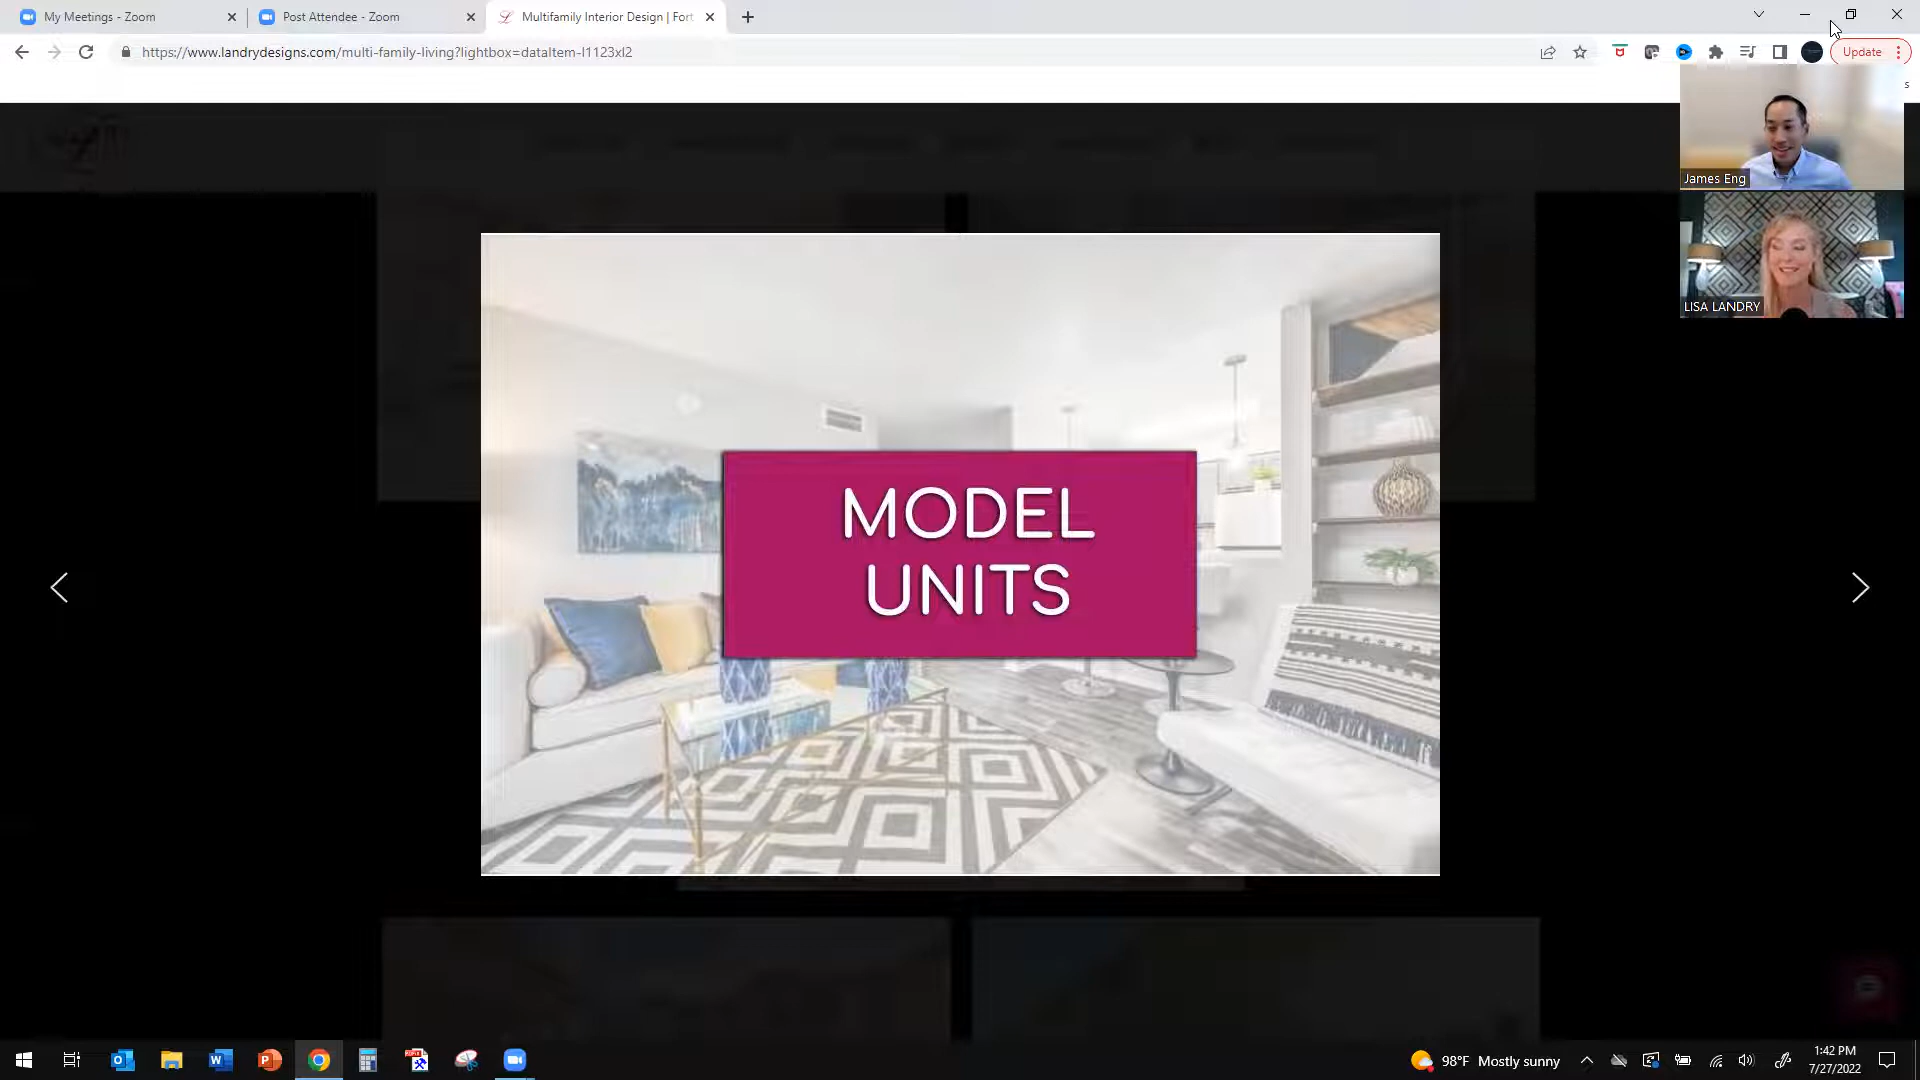 My Meetings - Zoom
Post Attendee - Zoom
Multifamily Interior Design | Fort
https://www.landrydesigns.com/multi-family-living?lightbox=dataItem-l1123xl2
Update
James Eng
LISA LANDRY
MODEL
UNITS
98°F Mostly sunny
1:42 PM
7/27/2022